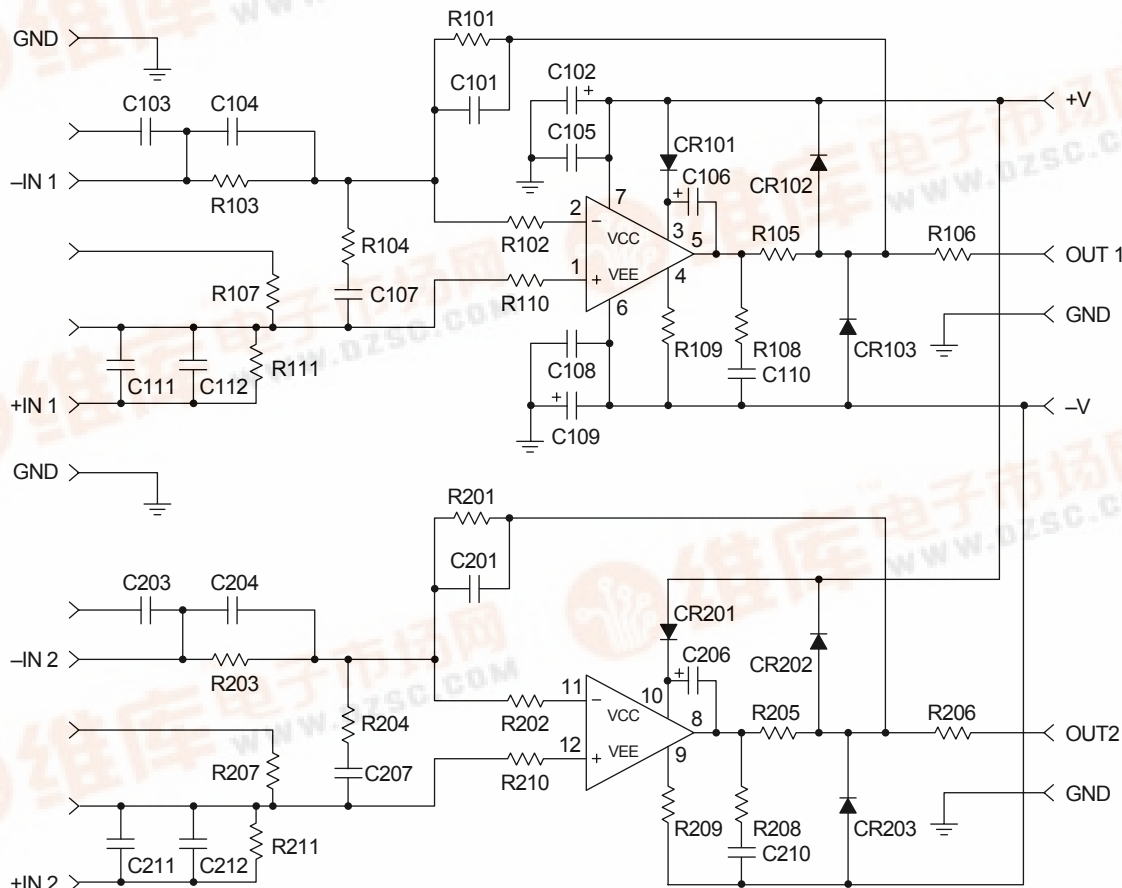 R101
GND
C101
C102
+
+V
C103
C104
C105
CR101
C106
+
CR102
–IN 1
R103
R102
2
–
7
VCC
3
5
R105
R106
OUT 1
R104
R107
C107
R110
1
+
VEE
4
6
GND
R109
R108
CR103
C110
C108
C111
C112
R111
+IN 1
+
C109
–V
GND
R201
C201
C203
C204
CR201
C206
+
CR202
–IN 2
R203
R202
11
–
VCC
10
8
R205
R206
OUT2
R204
R207
C207
R210
12
+
VEE
9
GND
R209
R208
CR203
C210
C211
C212
R211
+IN 2
维库电子市场网
WWW.DZSC.COM